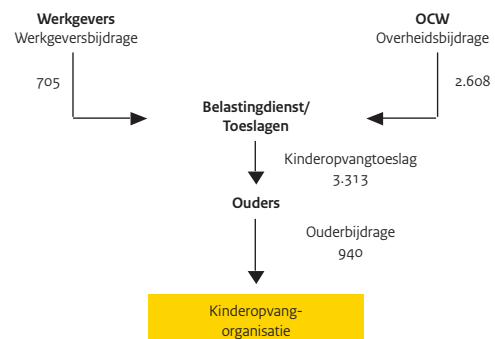 Werkgevers
Werkgeversbijdrage
705
OCW
Overheidsbijdrage
2.608
Belastingdienst/
Toeslagen
Kinderopvangtoeslag
3.313
Ouders
Ouderbijdrage
940
Kinderopvang-
organisatie